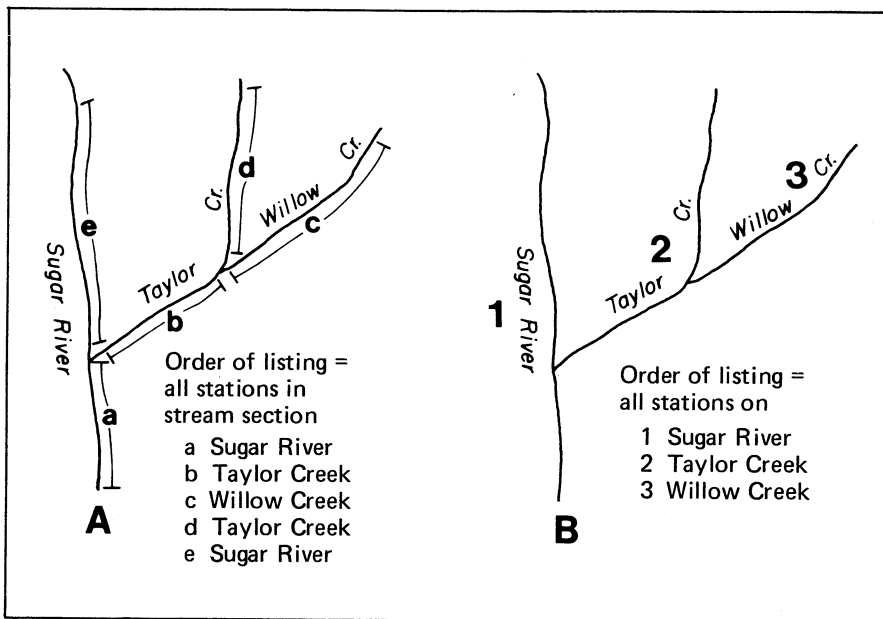 e
d
Cr.
Cr.
Willow
c
Sugar River
Taylor
b
a
Order of listing =
all stations in
stream section
a Sugar River
b Taylor Creek
c Willow Creek
d Taylor Creek
e Sugar River
A
3
Cr.
Cr.
Willow
2
Taylor
1
Sugar River
Order of listing =
all stations on
1 Sugar River
2 Taylor Creek
3 Willow Creek
B